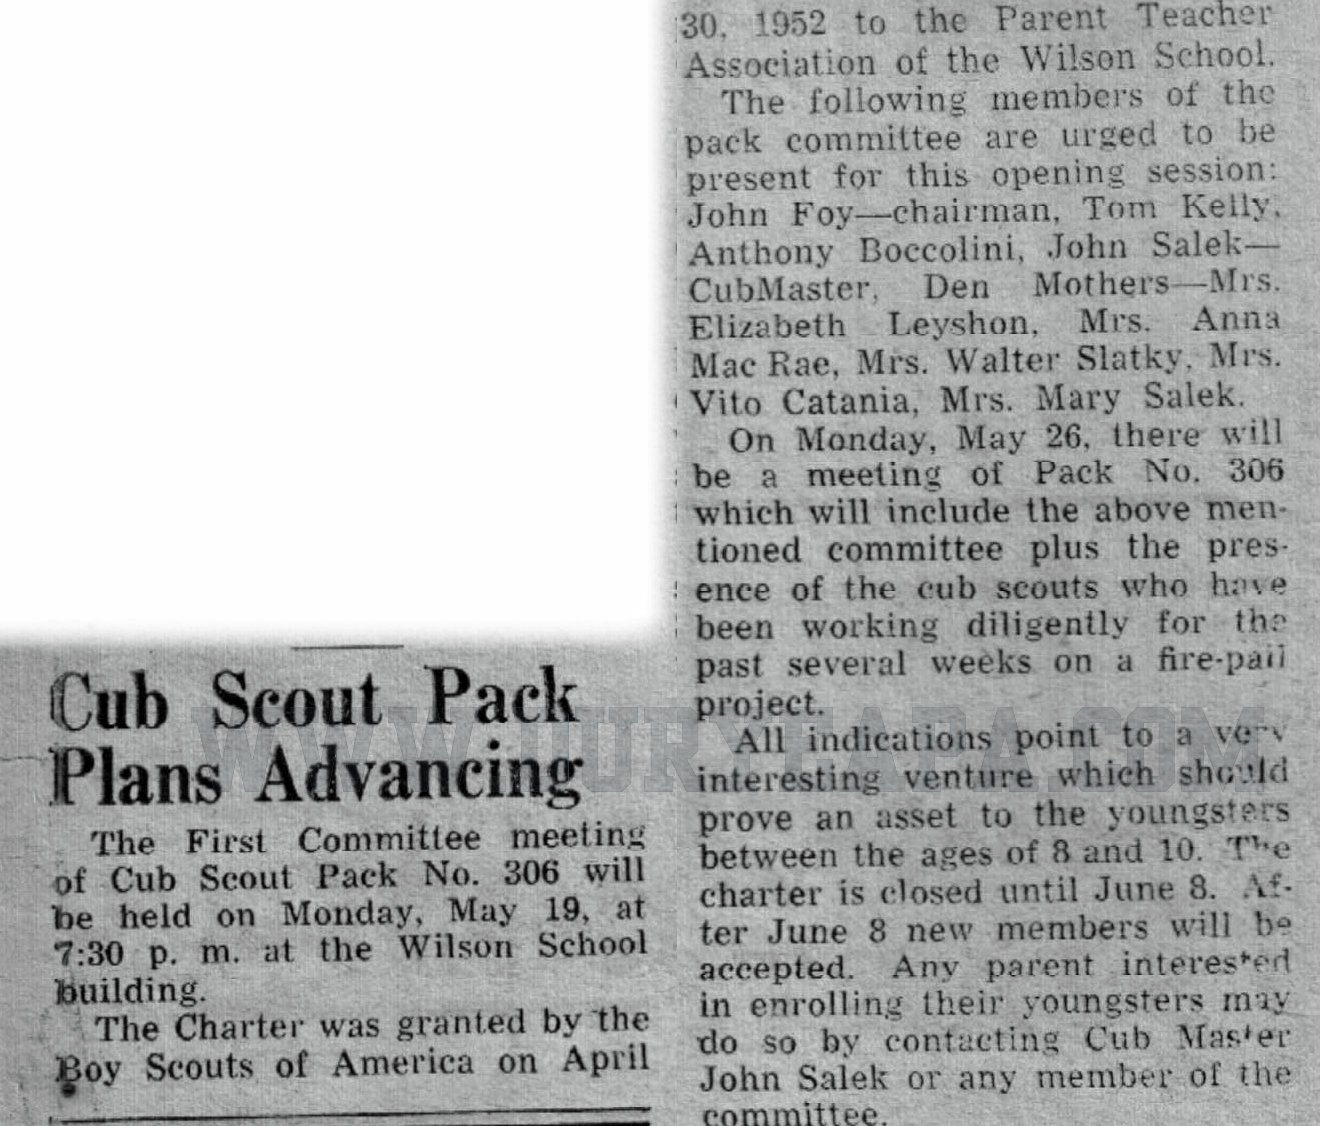 Cub Scout Pack
Plans Advancing
The First Committee meeting
of Cub Scout Pack No. 306 will
be held on Monday, May 19, at
7:30 p. m. at the Wilson School
building.
The Charter was granted by the
Boy Scouts of America on April
30, 1952 to the Parent Teacher
Association of the Wilson School.
The following members of the
pack committee are urged to be
present for this opening session:
John Foy—chairman, Tom Kelly,
Anthony Boccolini, John Salek—
CubMaster, Den Mothers—Mrs.
Elizabeth Leyshon, Mrs. Anna
Mac Rae, Mrs. Walter Slatky, Mrs.
Vito Catania, Mrs. Mary Salek.
On Monday, May 26, there will
be a meeting of Pack No. 306
which will include the above men-
tioned committee plus the pres-
ence of the cub scouts who have
been working diligently for the
past several weeks on a fire-pail
project.
All indications point to a very
interesting venture which should
prove an asset to the youngsters
between the ages of 8 and 10. The
charter is closed until June 8. Af-
ter June 8 new members will be
accepted. Any parent interested
in enrolling their youngsters may
do so by contacting Cub Master
John Salek or any member of the
committee.